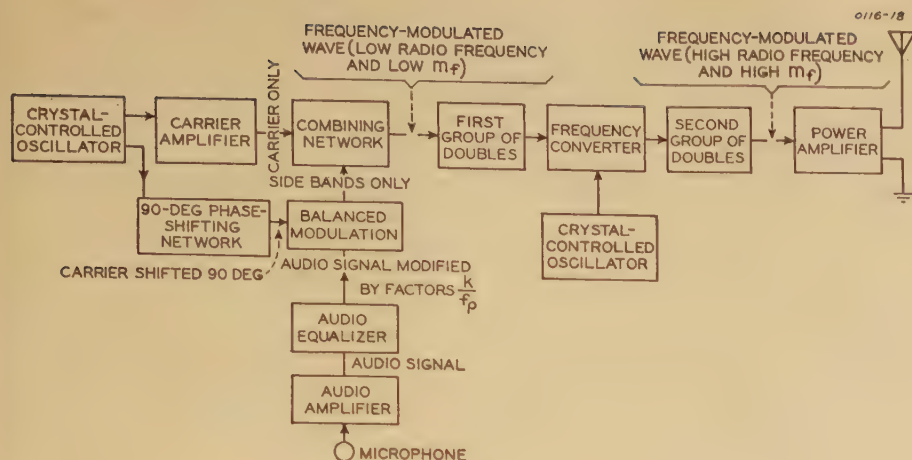 0116-18
FREQUENCY-MODULATED
WAVE (LOW RADIO FREQUENCY
AND LOW mf)
FREQUENCY-MODULATED
WAVE (HIGH RADIO FREQUENCY
AND HIGH mf)
CRYSTAL-
CONTROLLED
OSCILLATOR
CARRIER
AMPLIFIER
CARRIER ONLY
COMBINING
NETWORK
FIRST
GROUP OF
DOUBLES
FREQUENCY
CONVERTER
SECOND
GROUP OF
DOUBLES
POWER
AMPLIFIER
SIDE BANDS ONLY
90-DEG PHASE-
SHIFTING
NETWORK
BALANCED
MODULATION
CRYSTAL-
CONTROLLED
OSCILLATOR
CARRIER SHIFTED 90 DEG
AUDIO SIGNAL MODIFIED
BY FACTORS k/fρ
AUDIO
EQUALIZER
AUDIO SIGNAL
AUDIO
AMPLIFIER
MICROPHONE